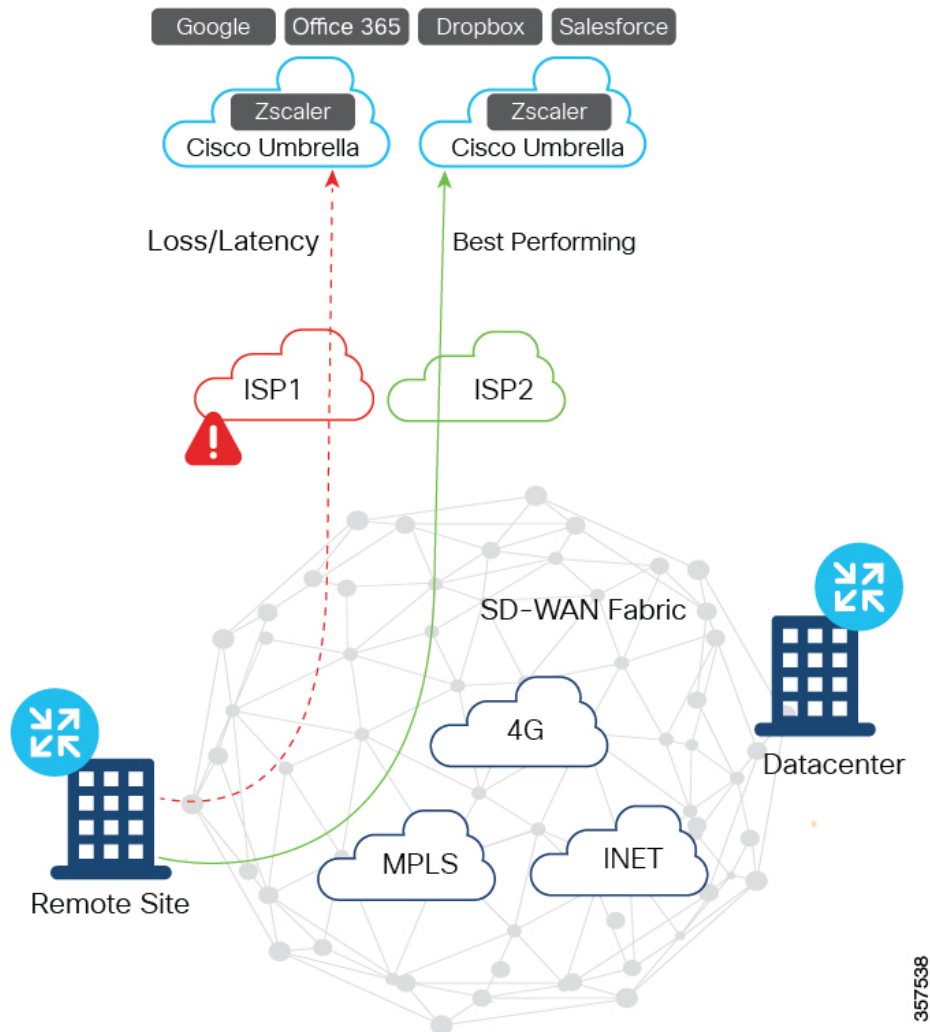 Google Office 365 Dropbox Salesforce
Zscaler Zscaler
Cisco Umbrella Cisco Umbrella
Loss/Latency Best Performing
ISP1 ISP2
SD-WAN Fabric
4G
Datacenter
MPLS INET
Remote Site
357538